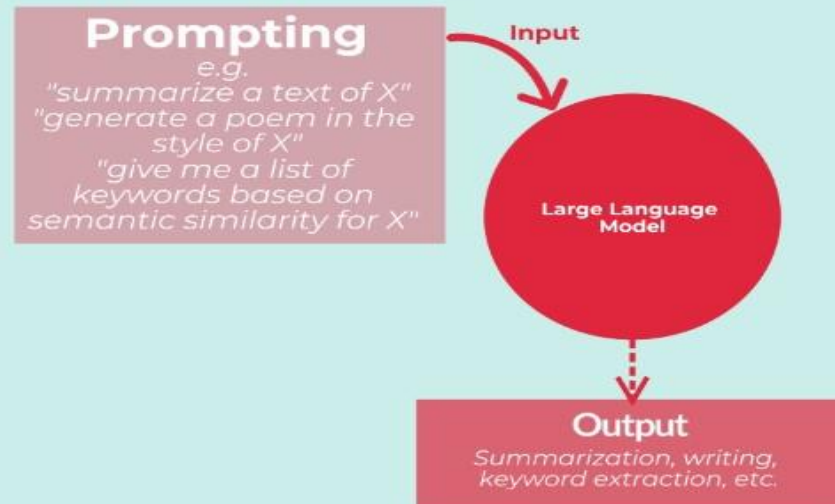 Prompting
e.g.
"summarize a text of X"
"generate a poem in the
style of X"
"give me a list of
keywords based on
semantic similarity for X"
Input
Large Language
Model
Output
Summarization, writing,
keyword extraction, etc.